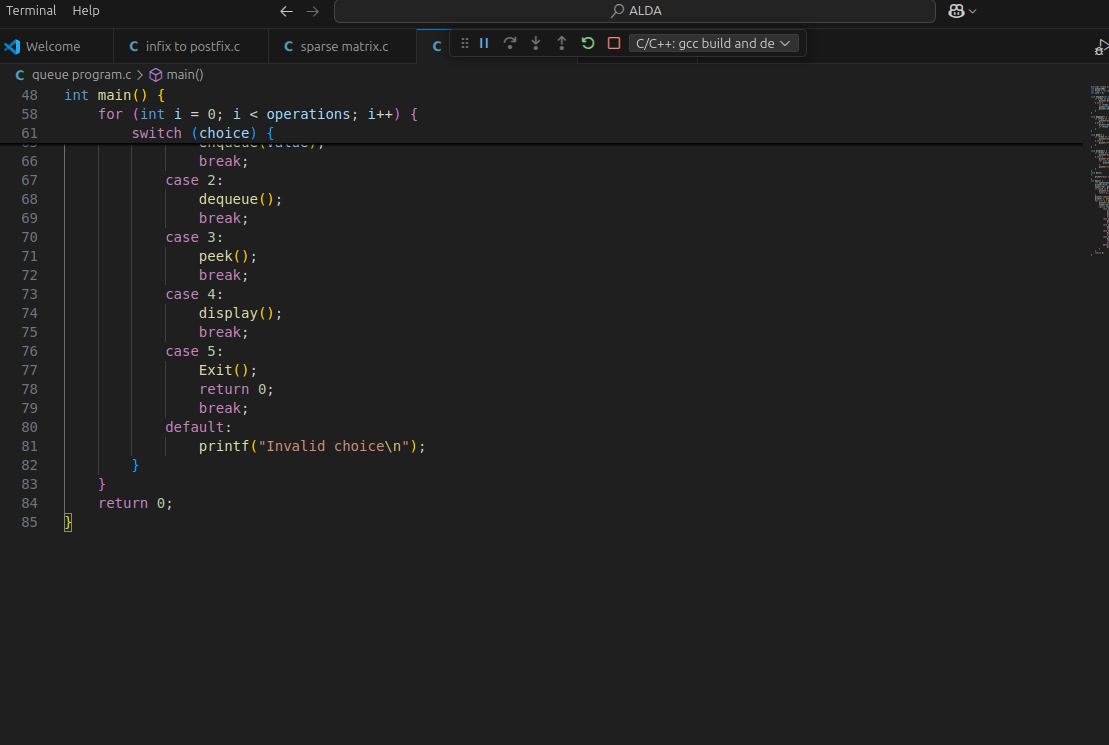 Terminal Help ALDA
Welcome infix to postfix.c sparse matrix.c C C/C++: gcc build and de
C queue program.c > main()
48 int main() {
58 for (int i = 0; i < operations; i++) {
61 switch (choice) {
enqueue(value);
66 break;
67 case 2:
68 dequeue();
69 break;
70 case 3:
71 peek();
72 break;
73 case 4:
74 display();
75 break;
76 case 5:
77 Exit();
78 return 0;
79 break;
80 default:
81 printf("Invalid choice\n");
82 }
83 }
84 return 0;
85 }